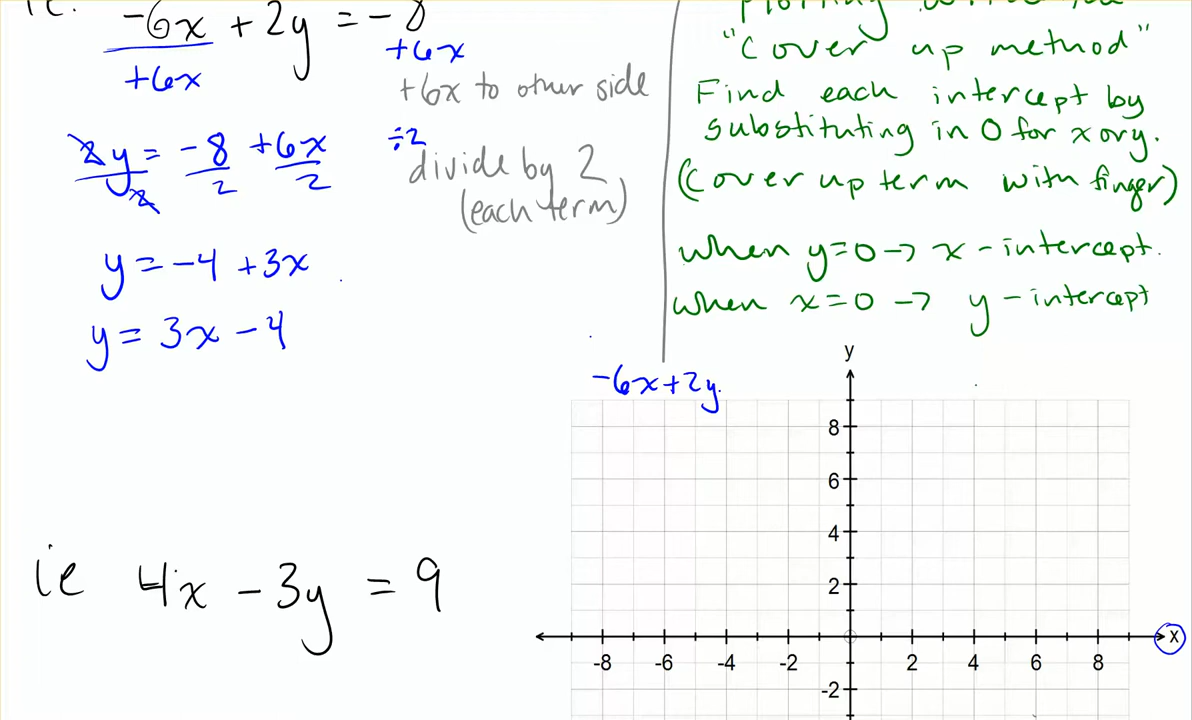 -6x + 2y = -8
+6x +6x
+6x to other side
2y = -8 +6x
2 2 2
÷2
divide by 2
(each term)
y = -4 + 3x
y = 3x - 4
"Cover up method"
Find each intercept by
substituting in 0 for x or y.
(Cover up term with finger)
when y=0 → x - intercept.
when x=0 → y - intercept
-6x+2y
ie 4x - 3y = 9
y
8
6
4
2
-8 -6 -4 -2 2 4 6 8 x
-2